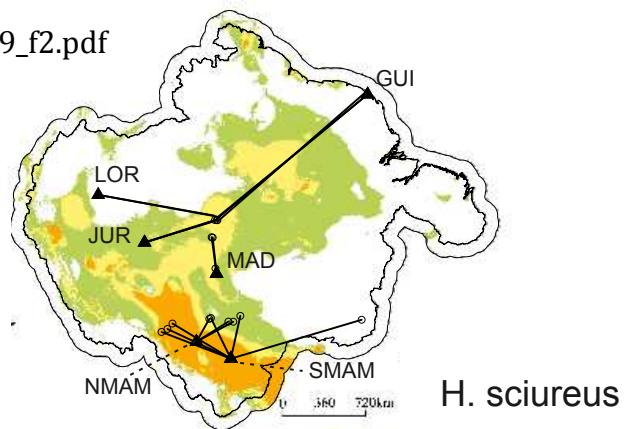 9_f2.pdf
GUI
LOR
JUR
MAD
NMAM
SMAM
0 360 720km
H. sciureus